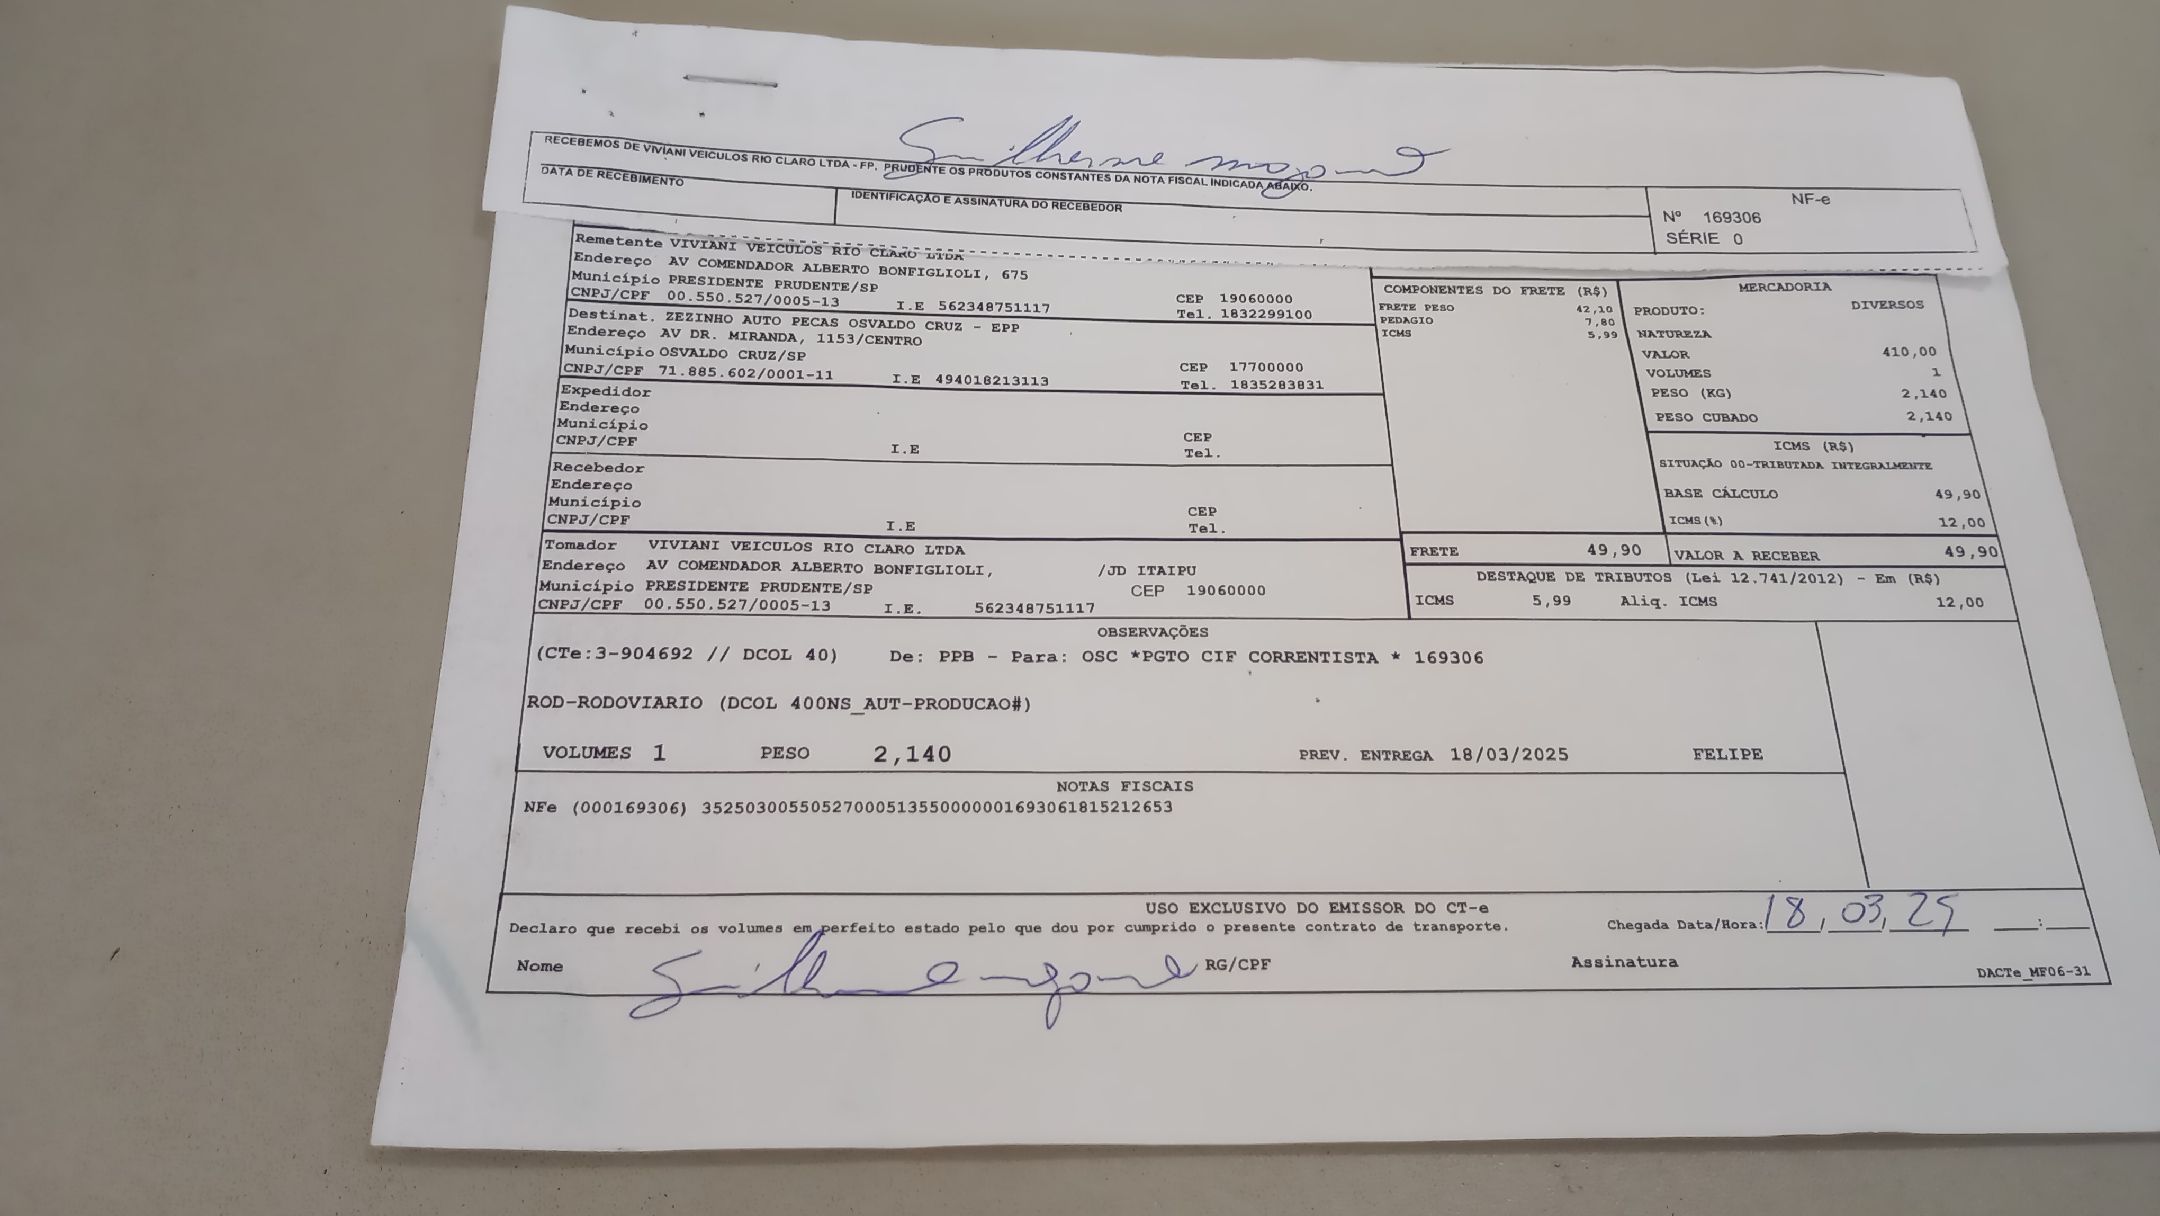 Guilherme
RECEBEMOS DE VIVIANI VEICULOS RIO CLARO LTDA - FP. PRUDENTE OS PRODUTOS CONSTANTES DA NOTA FISCAL INDICADA ABAIXO.
DATA DE RECEBIMENTO
IDENTIFICAÇÃO E ASSINATURA DO RECEBEDOR
NF-e
Nº 169306
SÉRIE 0
Remetente VIVIANI VEICULOS RIO CLARO LTDA
Endereço AV COMENDADOR ALBERTO BONFIGLIOLI, 675
Município PRESIDENTE PRUDENTE/SP CEP 19060000
CNPJ/CPF 00.550.527/0005-13 I.E 562348751117 Tel. 1832299100
Destinat. ZEZINHO AUTO PECAS OSVALDO CRUZ - EPP
Endereço AV DR. MIRANDA, 1153/CENTRO
Município OSVALDO CRUZ/SP CEP 17700000
CNPJ/CPF 71.885.602/0001-11 I.E 494018213113 Tel. 1835283831
Expedidor
Endereço
Município CEP
CNPJ/CPF I.E Tel.
Recebedor
Endereço
Município CEP
CNPJ/CPF I.E Tel.
Tomador VIVIANI VEICULOS RIO CLARO LTDA
Endereço AV COMENDADOR ALBERTO BONFIGLIOLI, /JD ITAIPU
Município PRESIDENTE PRUDENTE/SP CEP 19060000
CNPJ/CPF 00.550.527/0005-13 I.E. 562348751117
COMPONENTES DO FRETE (R$)
FRETE PESO 42,10
PEDAGIO 7,80
ICMS 5,99
MERCADORIA
PRODUTO: DIVERSOS
NATUREZA
VALOR 410,00
VOLUMES 1
PESO (KG) 2,140
PESO CUBADO 2,140
ICMS (R$)
SITUAÇÃO 00-TRIBUTADA INTEGRALMENTE
BASE CÁLCULO 49,90
ICMS(%) 12,00
FRETE 49,90 VALOR A RECEBER 49,90
DESTAQUE DE TRIBUTOS (Lei 12.741/2012) - Em (R$)
ICMS 5,99 Aliq. ICMS 12,00
OBSERVAÇÕES
(CTe:3-904692 // DCOL 40) De: PPB - Para: OSC *PGTO CIF CORRENTISTA * 169306
ROD-RODOVIARIO (DCOL 400NS_AUT-PRODUCAO#)
VOLUMES 1 PESO 2,140 PREV. ENTREGA 18/03/2025 FELIPE
NOTAS FISCAIS
NFe (000169306) 35250300550527000513550000001693061815212653
USO EXCLUSIVO DO EMISSOR DO CT-e
Declaro que recebi os volumes em perfeito estado pelo que dou por cumprido o presente contrato de transporte.
Chegada Data/Hora: 18, 03, 25 __:__
Nome Guilherme RG/CPF Assinatura
DACTe_MF06-31